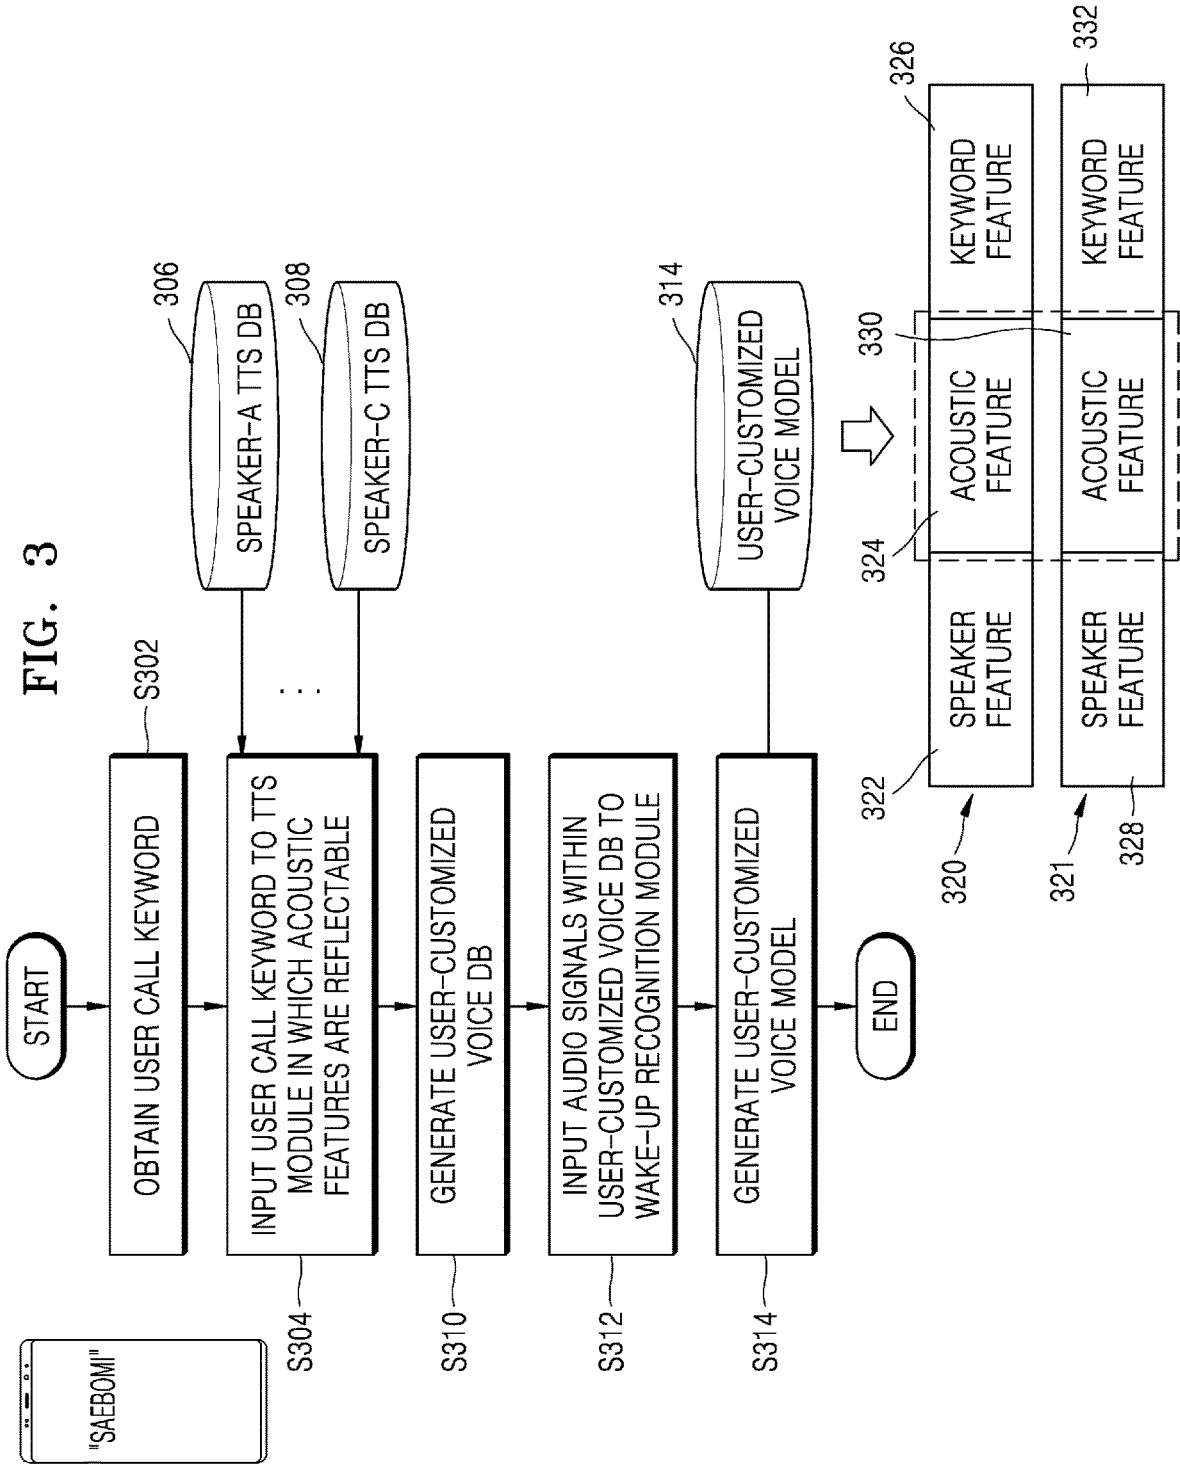 FIG. 3
"SAEBOMI"
START
OBTAIN USER CALL KEYWORD
S302
S304
INPUT USER CALL KEYWORD TO TTS
MODULE IN WHICH ACOUSTIC
FEATURES ARE REFLECTABLE
. . .
SPEAKER-A TTS DB
306
SPEAKER-C TTS DB
308
S310
GENERATE USER-CUSTOMIZED
VOICE DB
S312
INPUT AUDIO SIGNALS WITHIN
USER-CUSTOMIZED VOICE DB TO
WAKE-UP RECOGNITION MODULE
S314
GENERATE USER-CUSTOMIZED
VOICE MODEL
USER-CUSTOMIZED
VOICE MODEL
314
END
322
324
330
326
332
320
SPEAKER
FEATURE
ACOUSTIC
FEATURE
KEYWORD
FEATURE
321
328
SPEAKER
FEATURE
ACOUSTIC
FEATURE
KEYWORD
FEATURE